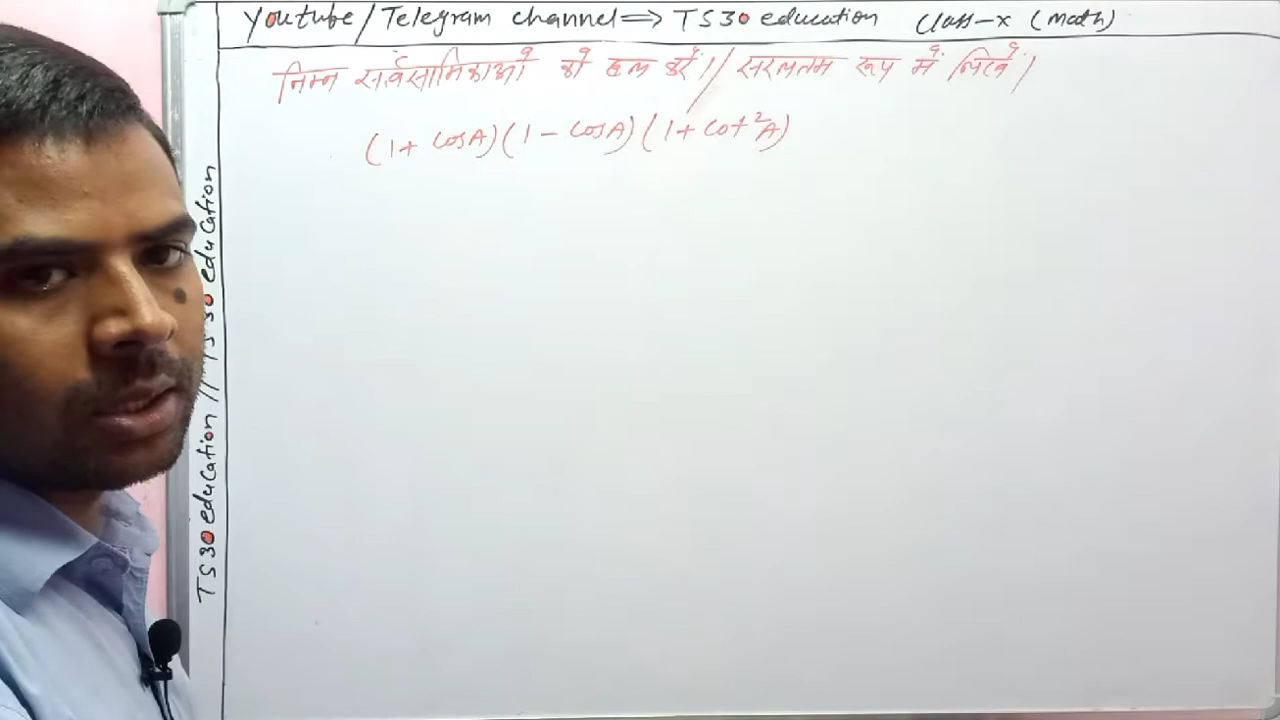 Youtube/Telegram channel ⇒ TS30 education Class-x (math)
निम्न सर्वसामिकाओं को हल करें।// सरलतम रूप में लिखें।
(1+ cosA)(1 - cosA)(1+ cot²A)
TS30 education // TS30 education